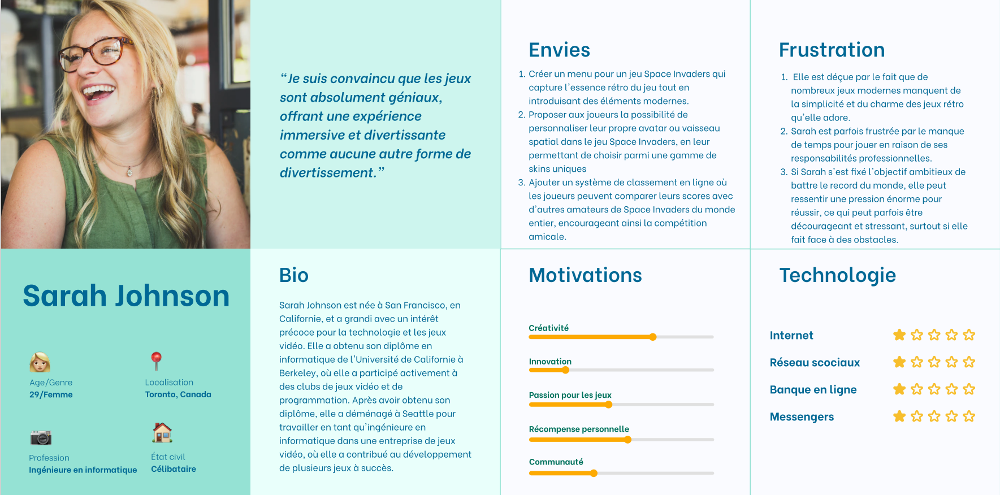 “Je suis convaincu que les jeux
sont absolument géniaux,
offrant une expérience
immersive et divertissante
comme aucune autre forme de
divertissement.”
Envies
1. Créer un menu pour un jeu Space Invaders qui
capture l'essence rétro du jeu tout en
introduisant des éléments modernes.
2. Proposer aux joueurs la possibilité de
personnaliser leur propre avatar ou vaisseau
spatial dans le jeu Space Invaders, en leur
permettant de choisir parmi une gamme de
skins uniques
3. Ajouter un système de classement en ligne où
les joueurs peuvent comparer leurs scores avec
d'autres amateurs de Space Invaders du monde
entier, encourageant ainsi la compétition
amicale.
Frustration
1. Elle est déçue par le fait que de
nombreux jeux modernes manquent de
la simplicité et du charme des jeux rétro
qu'elle adore.
2. Sarah est parfois frustrée par le manque
de temps pour jouer en raison de ses
responsabilités professionnelles.
3. Si Sarah s'est fixé l'objectif ambitieux de
battre le record du monde, elle peut
ressentir une pression énorme pour
réussir, ce qui peut parfois être
décourageant et stressant, surtout si elle
fait face à des obstacles.
Sarah Johnson
Age/Genre
29/Femme
Localisation
Toronto, Canada
Profession
Ingénieure en informatique
État civil
Célibataire
Bio
Sarah Johnson est née à San Francisco, en
Californie, et a grandi avec un intérêt
précoce pour la technologie et les jeux
vidéo. Elle a obtenu son diplôme en
informatique de l'Université de Californie à
Berkeley, où elle a participé activement à
des clubs de jeux vidéo et de
programmation. Après avoir obtenu son
diplôme, elle a déménagé à Seattle pour
travailler en tant qu'ingénieure en
informatique dans une entreprise de jeux
vidéo, où elle a contribué au développement
de plusieurs jeux à succès.
Motivations
Créativité
Innovation
Passion pour les jeux
Récompense personnelle
Communauté
Technologie
Internet
Réseau scociaux
Banque en ligne
Messengers